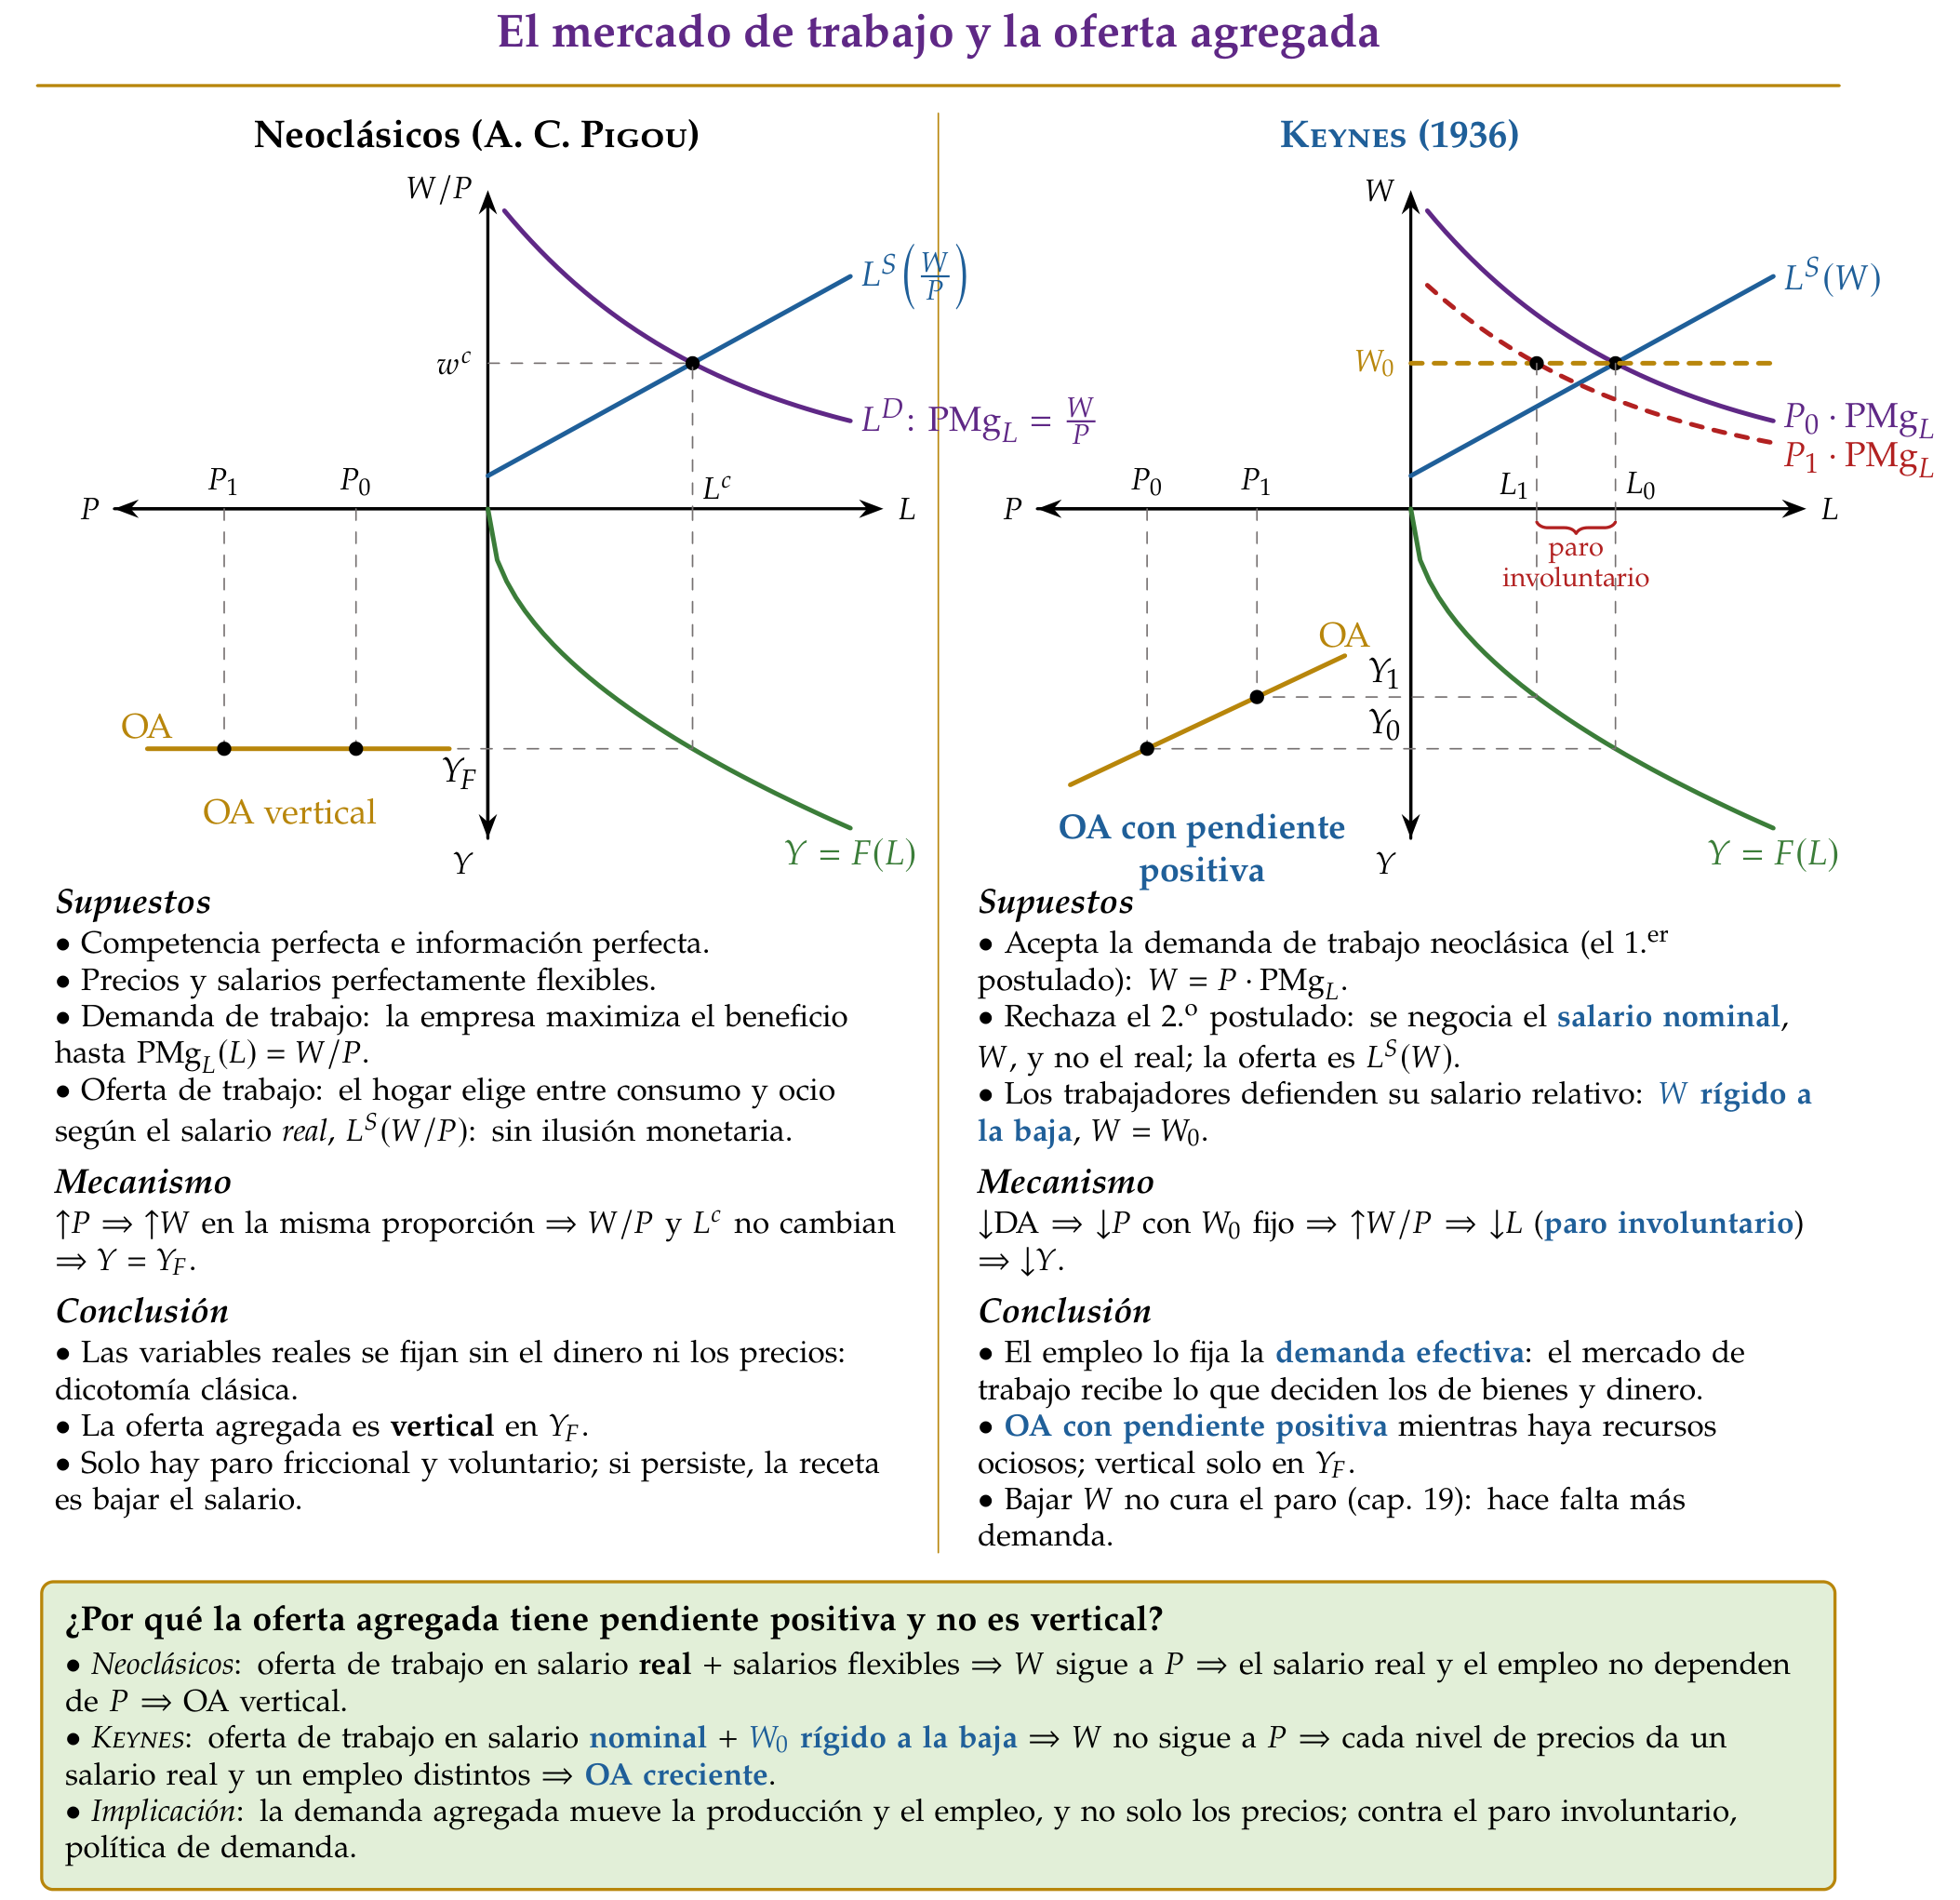 El mercado de trabajo y la oferta agregada
Neoclásicos (A. C. Pigou)
W/P
L^S(W/P)
w^c
L^D: PMg_L = W/P
P_1
P_0
L^c
P
L
OA
Y_F
OA vertical
Y
Y = F(L)
Supuestos
• Competencia perfecta e información perfecta.
• Precios y salarios perfectamente flexibles.
• Demanda de trabajo: la empresa maximiza el beneficio
hasta PMg_L(L) = W/P.
• Oferta de trabajo: el hogar elige entre consumo y ocio
según el salario real, L^S(W/P): sin ilusión monetaria.
Mecanismo
↑P ⇒ ↑W en la misma proporción ⇒ W/P y L^c no cambian
⇒ Y = Y_F.
Conclusión
• Las variables reales se fijan sin el dinero ni los precios:
dicotomía clásica.
• La oferta agregada es vertical en Y_F.
• Solo hay paro friccional y voluntario; si persiste, la receta
es bajar el salario.
Keynes (1936)
W
L^S(W)
W_0
P_0 · PMg_L
P_1 · PMg_L
P_0
P_1
L_1
L_0
P
L
paro
involuntario
OA
Y_1
Y_0
OA con pendiente
positiva
Y
Y = F(L)
Supuestos
• Acepta la demanda de trabajo neoclásica (el 1.er
postulado): W = P · PMg_L.
• Rechaza el 2.º postulado: se negocia el salario nominal,
W, y no el real; la oferta es L^S(W).
• Los trabajadores defienden su salario relativo: W rígido a
la baja, W = W_0.
Mecanismo
↓DA ⇒ ↓P con W_0 fijo ⇒ ↑W/P ⇒ ↓L (paro involuntario)
⇒ ↓Y.
Conclusión
• El empleo lo fija la demanda efectiva: el mercado de
trabajo recibe lo que deciden los de bienes y dinero.
• OA con pendiente positiva mientras haya recursos
ociosos; vertical solo en Y_F.
• Bajar W no cura el paro (cap. 19): hace falta más
demanda.
¿Por qué la oferta agregada tiene pendiente positiva y no es vertical?
• Neoclásicos: oferta de trabajo en salario real + salarios flexibles ⇒ W sigue a P ⇒ el salario real y el empleo no dependen
de P ⇒ OA vertical.
• Keynes: oferta de trabajo en salario nominal + W_0 rígido a la baja ⇒ W no sigue a P ⇒ cada nivel de precios da un
salario real y un empleo distintos ⇒ OA creciente.
• Implicación: la demanda agregada mueve la producción y el empleo, y no solo los precios; contra el paro involuntario,
política de demanda.